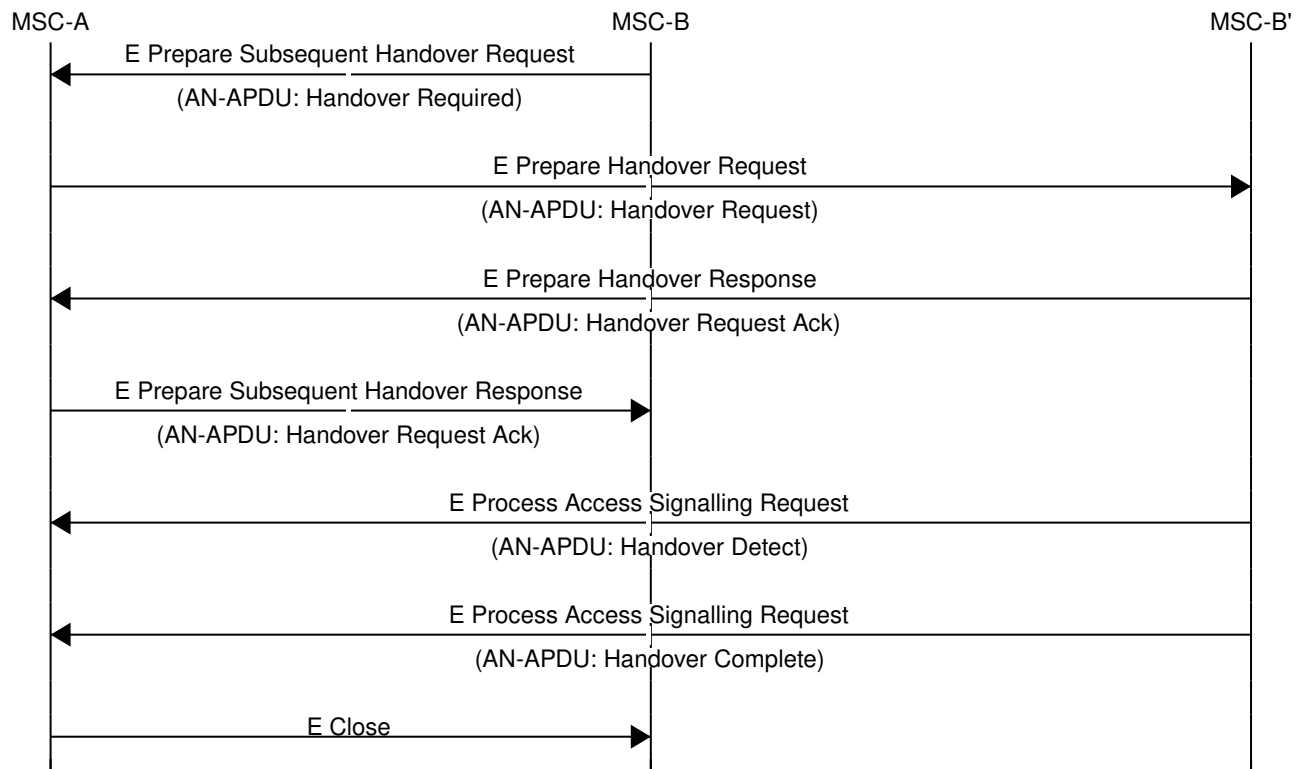 MSC-A MSC-B MSC-B'
E Prepare Subsequent Handover Request
(AN-APDU: Handover Required)
E Prepare Handover Request
(AN-APDU: Handover Request)
E Prepare Handover Response
(AN-APDU: Handover Request Ack)
E Prepare Subsequent Handover Response
(AN-APDU: Handover Request Ack)
E Process Access Signalling Request
(AN-APDU: Handover Detect)
E Process Access Signalling Request
(AN-APDU: Handover Complete)
E Close